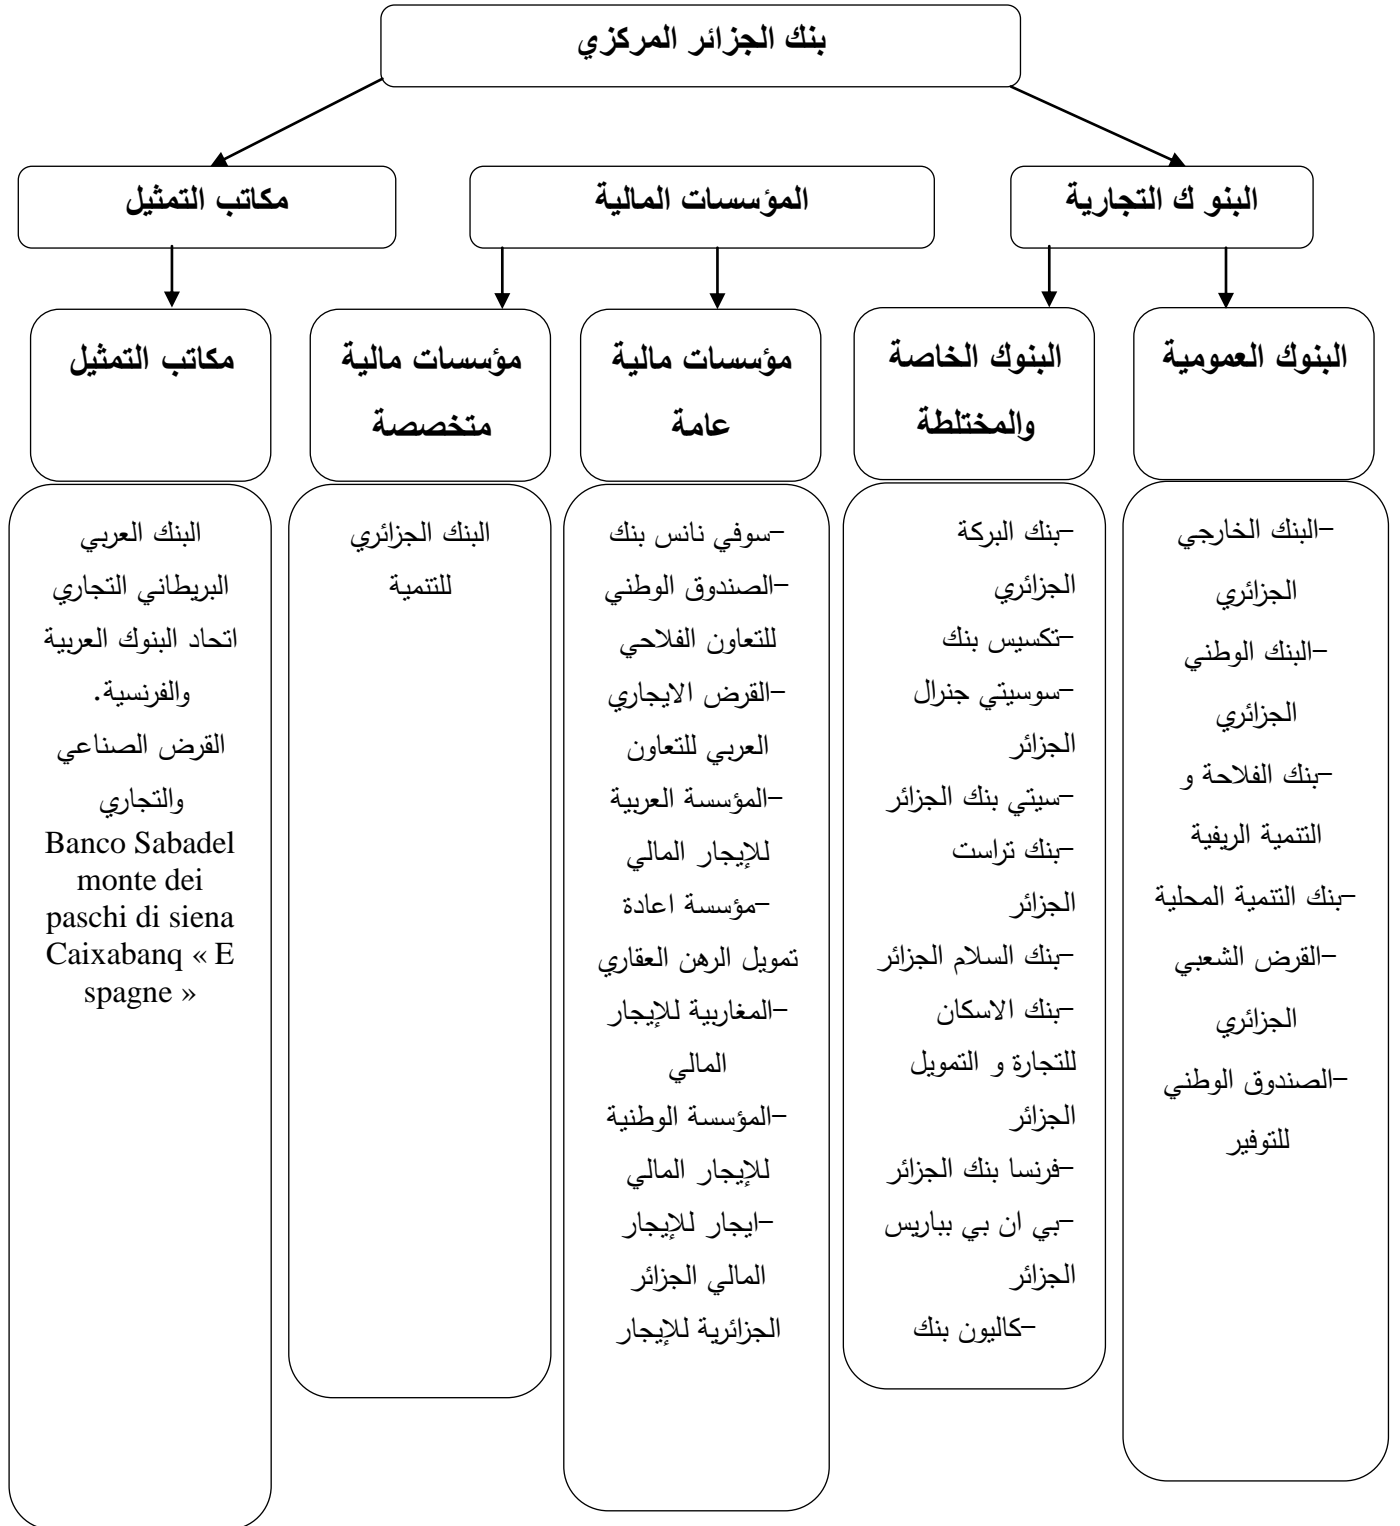 بنك الجزائر المركزي
البنو ك التجارية
المؤسسات المالية
مكاتب التمثيل
البنوك العمومية
البنوك الخاصة
والمختلطة
مؤسسات مالية
عامة
مؤسسات مالية
متخصصة
مكاتب التمثيل
–البنك الخارجي
الجزائري
–البنك الوطني
الجزائري
–بنك الفلاحة و
التنمية الريفية
–بنك التنمية المحلية
–القرض الشعبي
الجزائري
–الصندوق الوطني
للتوفير
–بنك البركة
الجزائري
–تكسيس بنك
–سوسيتي جنرال
الجزائر
–سيتي بنك الجزائر
–بنك تراست
الجزائر
–بنك السلام الجزائر
–بنك الاسكان
للتجارة و التمويل
الجزائر
–فرنسا بنك الجزائر
–بي ان بي بباريس
الجزائر
–كاليون بنك
–سوفي نانس بنك
–الصندوق الوطني
للتعاون الفلاحي
–القرض الايجاري
العربي للتعاون
–المؤسسة العربية
للإيجار المالي
–مؤسسة اعادة
تمويل الرهن العقاري
–المغاربية للإيجار
المالي
–المؤسسة الوطنية
للإيجار المالي
–ايجار للإيجار
المالي الجزائر
الجزائرية للإيجار
البنك الجزائري
للتنمية
البنك العربي
البريطاني التجاري
اتحاد البنوك العربية
والفرنسية.
القرض الصناعي
والتجاري
Banco Sabadel
monte dei
paschi di siena
Caixabanq « E
spagne »